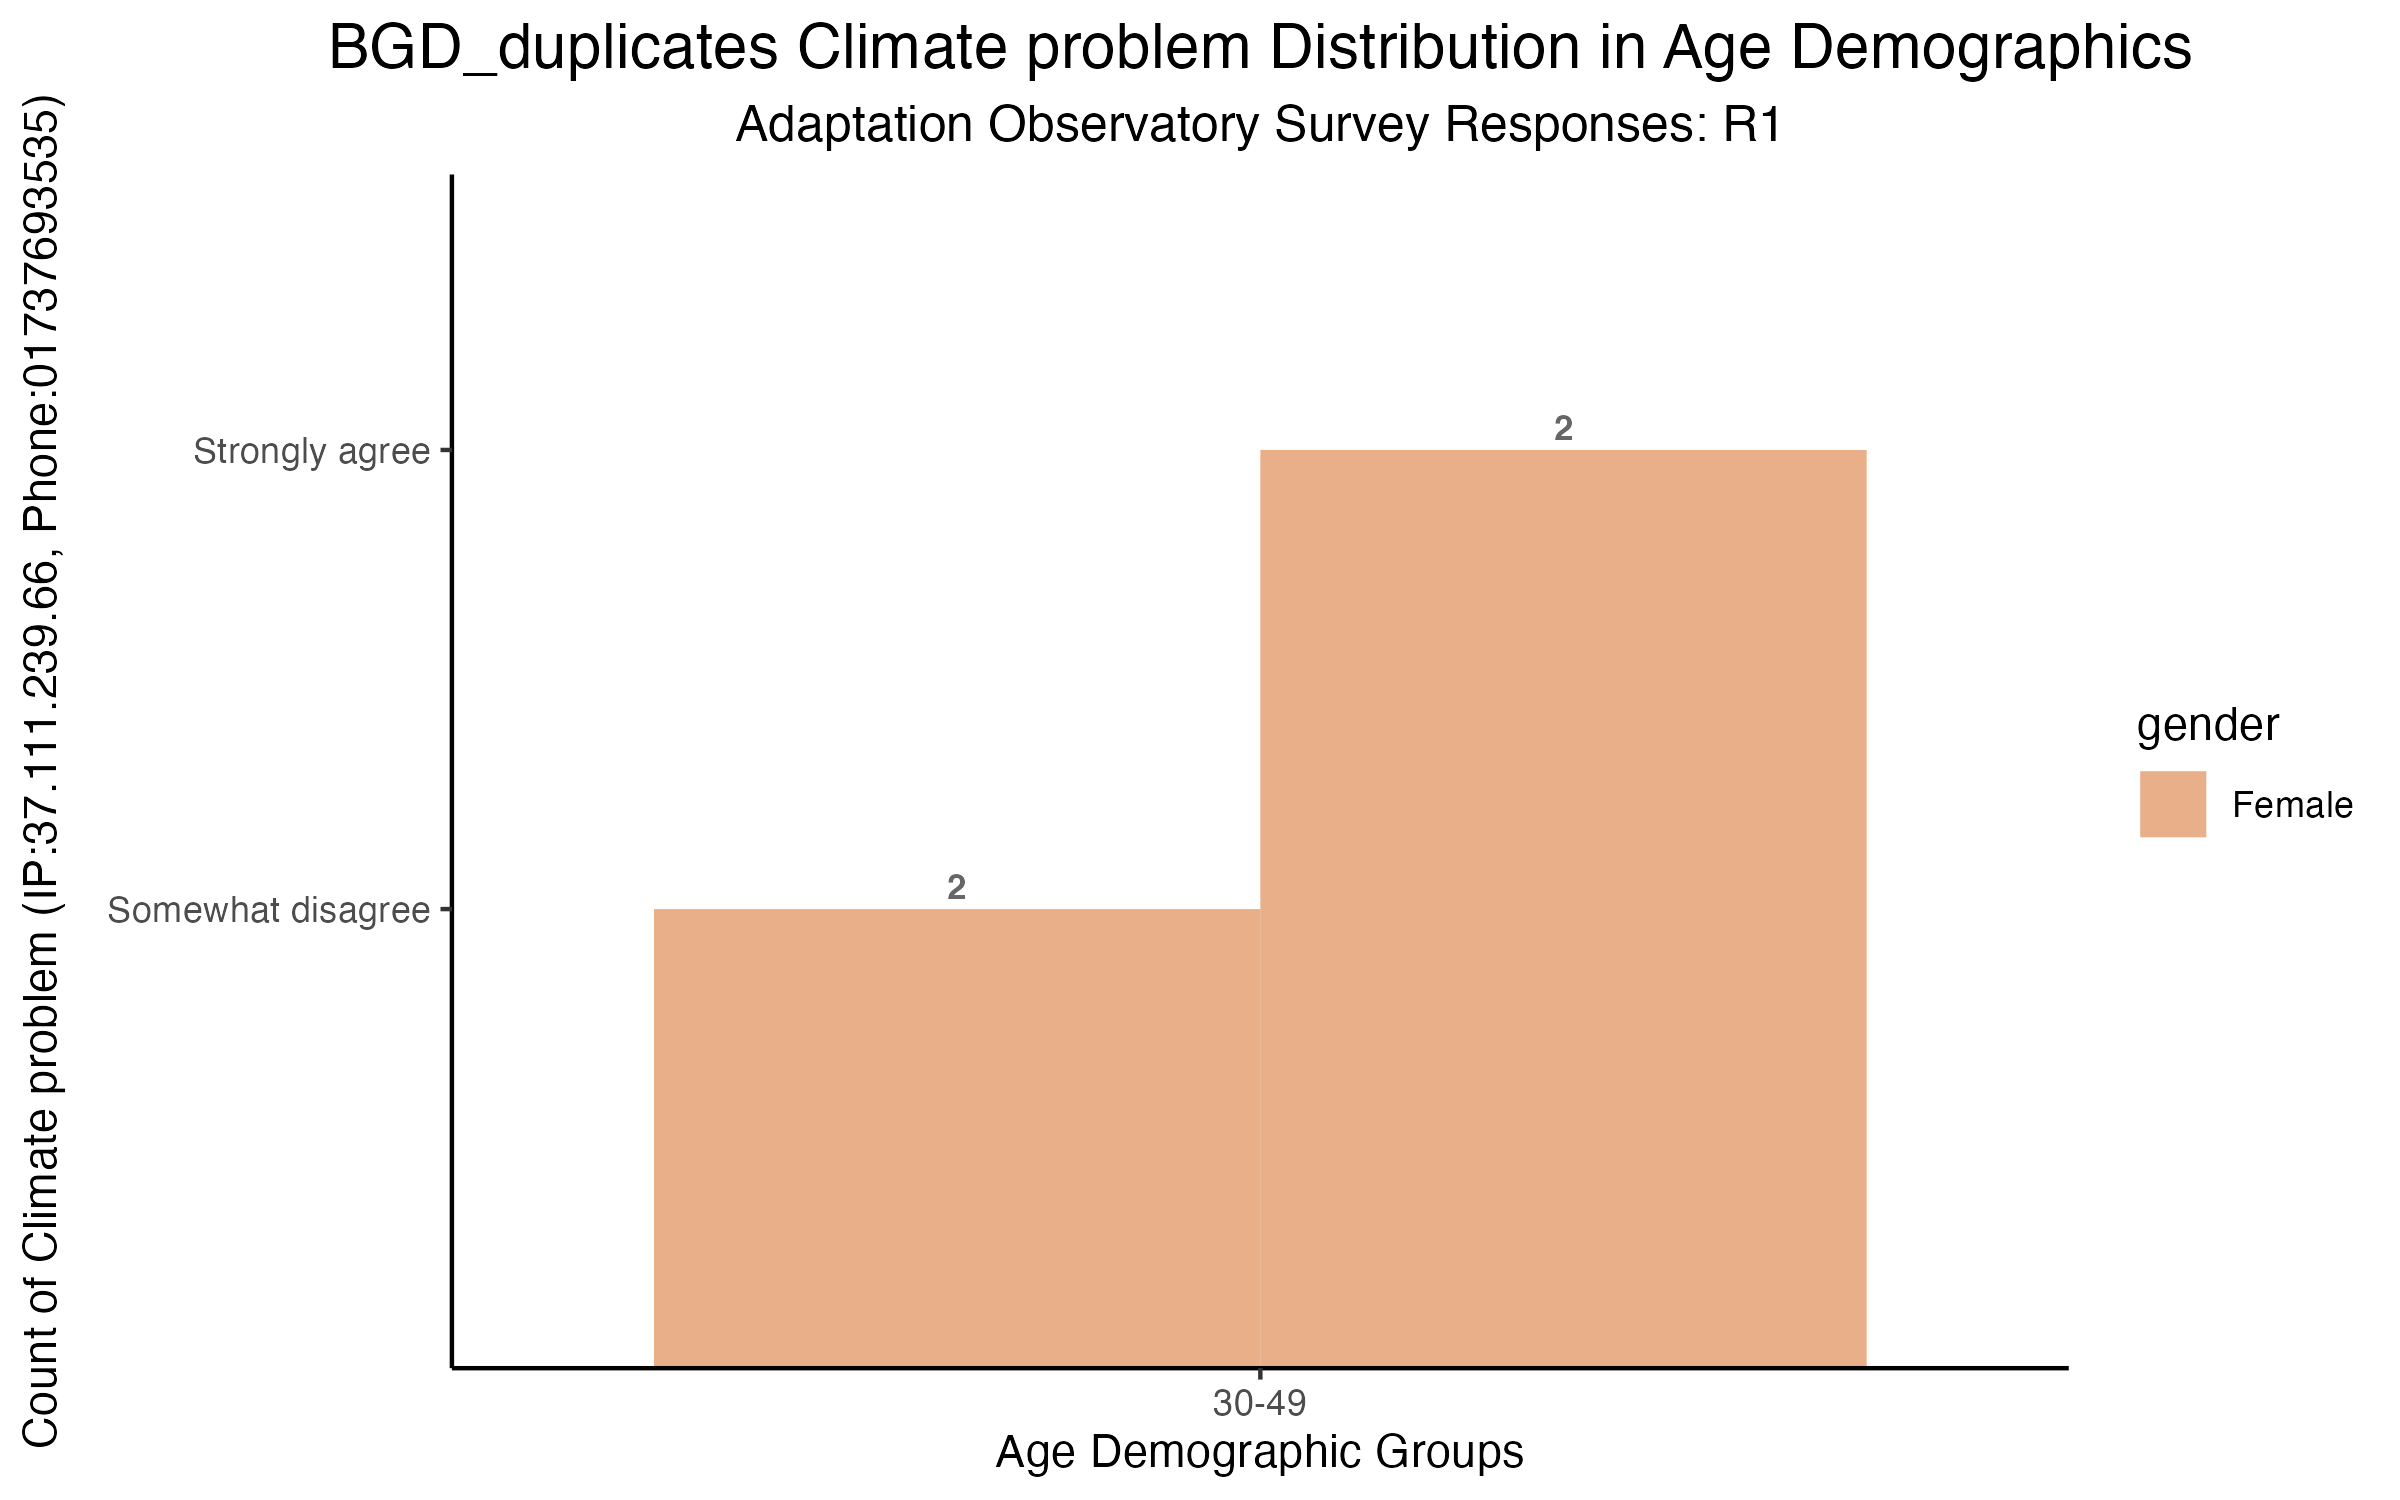 BGD_duplicates Climate problem Distribution in Age Demographics
Adaptation Observatory Survey Responses: R1
Count of Climate problem (IP:37.111.239.66, Phone:01737693535)
Strongly agree
Somewhat disagree
2
2
30-49
Age Demographic Groups
gender
Female